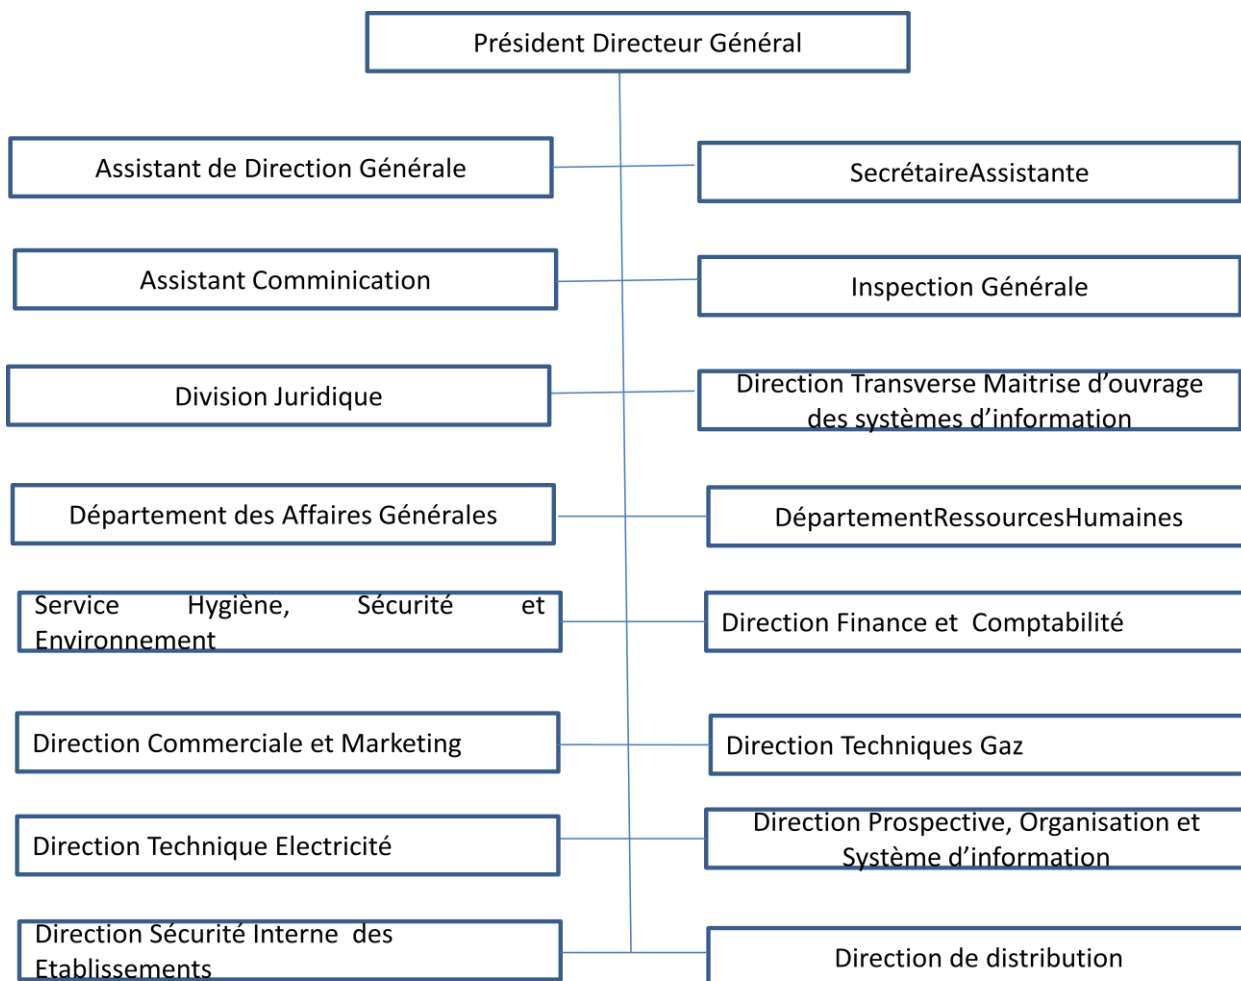 Président Directeur Général
Assistant de Direction Générale
SecrétaireAssistante
Assistant Comminication
Inspection Générale
Division Juridique
Direction Transverse Maitrise d’ouvrage
des systèmes d’information
Département des Affaires Générales
DépartementRessourcesHumaines
Service Hygiène, Sécurité et
Environnement
Direction Finance et Comptabilité
Direction Commerciale et Marketing
Direction Techniques Gaz
Direction Technique Electricité
Direction Prospective, Organisation et
Système d’information
Direction Sécurité Interne des
Etablissements
Direction de distribution